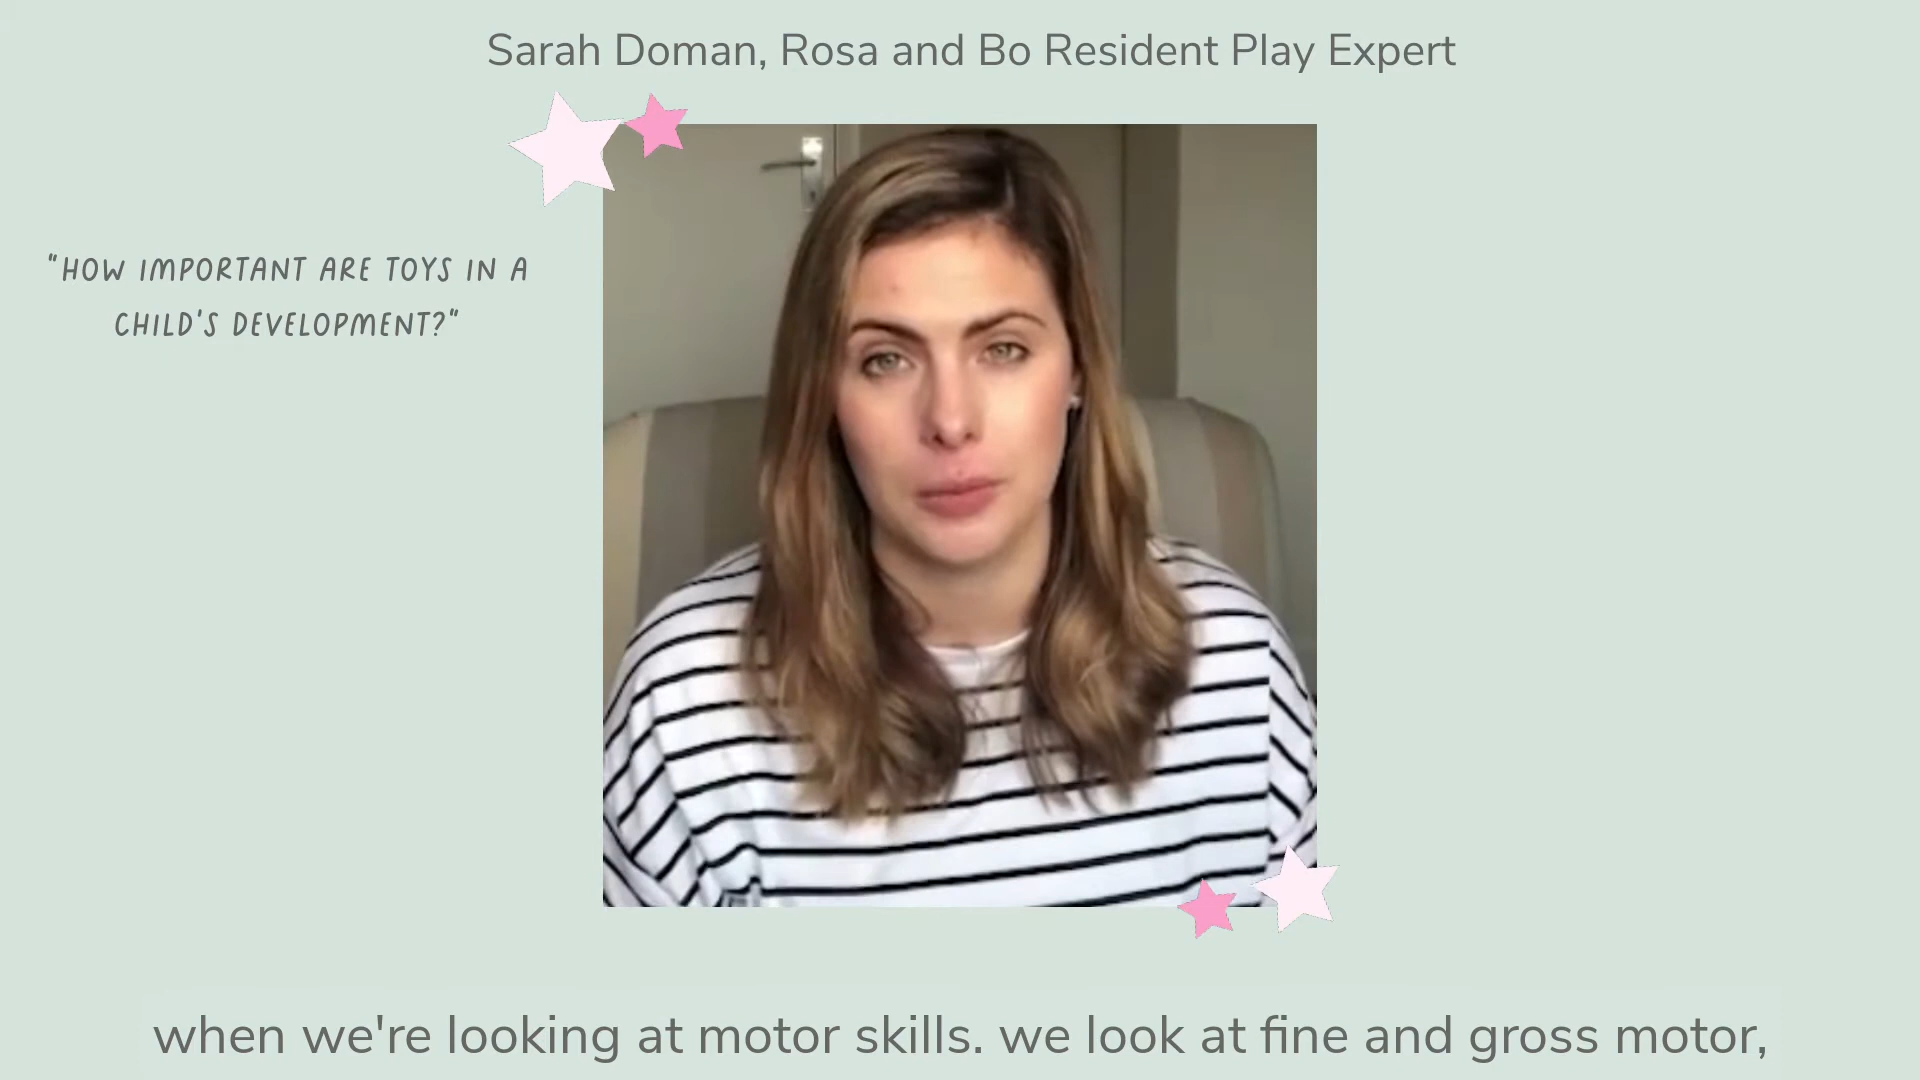 Sarah Doman, Rosa and Bo Resident Play Expert
"HOW IMPORTANT ARE TOYS IN A
CHILD'S DEVELOPMENT?"
when we're looking at motor skills. we look at fine and gross motor,